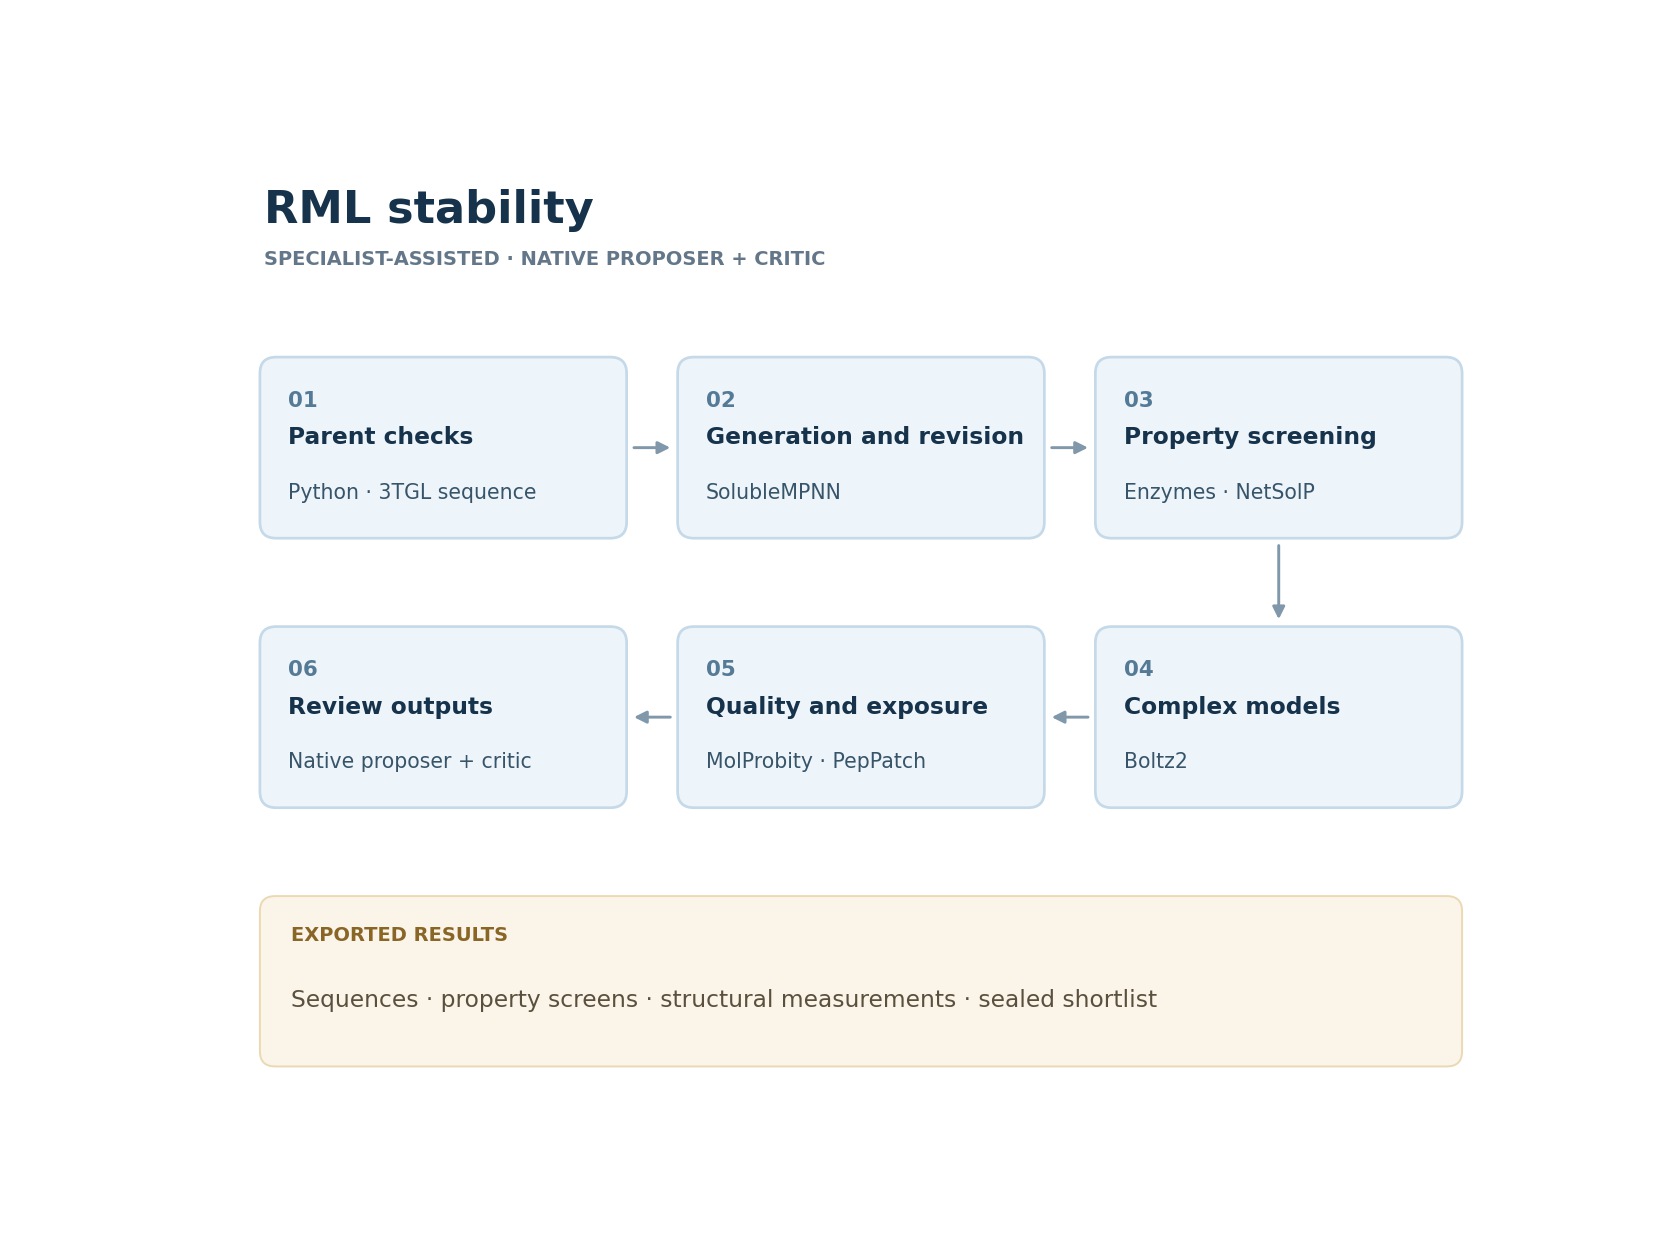 RML stability
SPECIALIST-ASSISTED · NATIVE PROPOSER + CRITIC
01
Parent checks
Python · 3TGL sequence
02
Generation and revision
SolubleMPNN
03
Property screening
Enzymes · NetSolP
04
Complex models
Boltz2
05
Quality and exposure
MolProbity · PepPatch
06
Review outputs
Native proposer + critic
EXPORTED RESULTS
Sequences · property screens · structural measurements · sealed shortlist